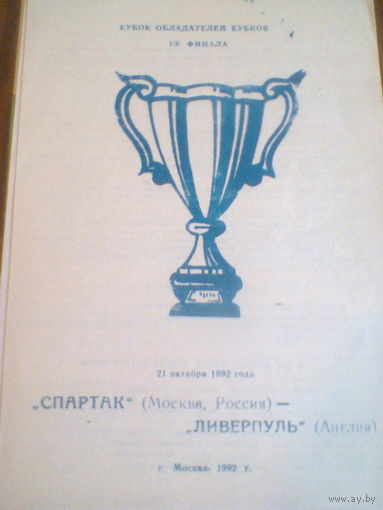 КУБОК ОБЛАДАТЕЛЕЙ КУБКОВ
1/8 ФИНАЛА
21 октября 1992 года
„СПАРТАК“ (Москва, Россия) —
„ЛИВЕРПУЛЬ“ (Англия)
г. Москва. 1992 г.
www.ay.by